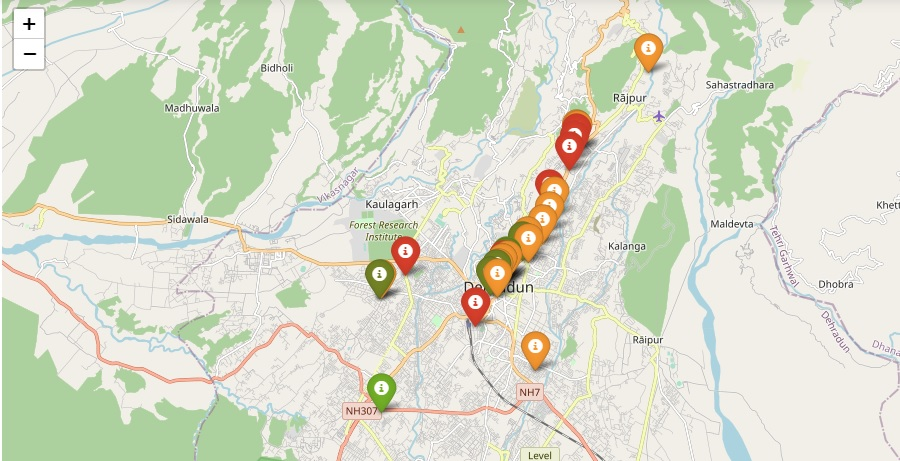 +
−
Bidholi
Madhuwala
Rājpur
Sahastradhara
Vikasnagar
Kaulagarh
Sidawala
Forest Research
Institute
Kalanga
Maldevta
Khett
Tehri Garhwal
Dhobra
Dehradun
Dehradun
Dhana
Rāipur
NH7
NH307
Level